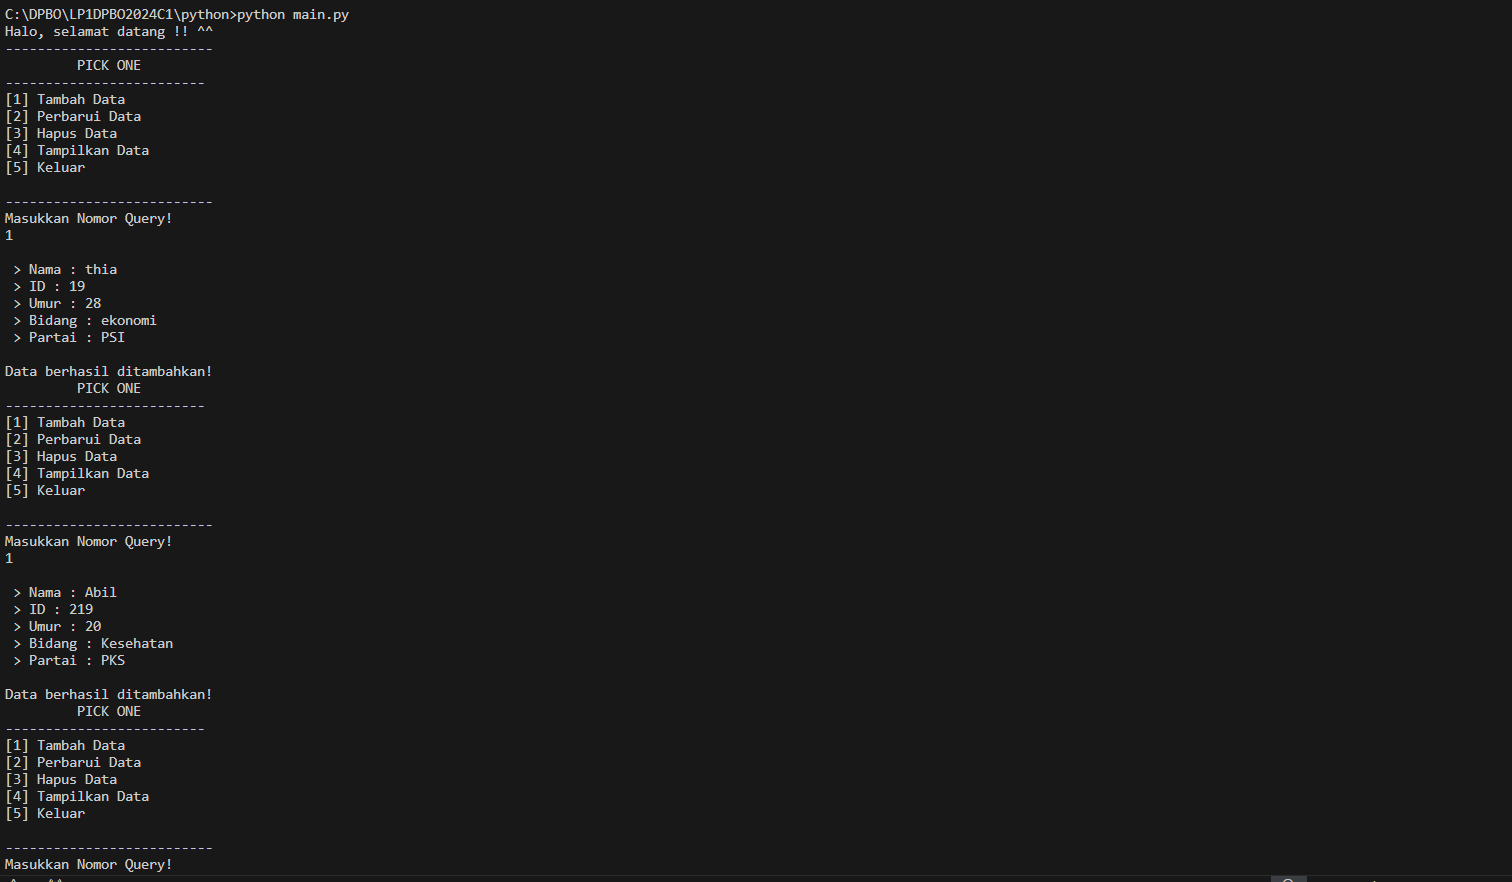 C:\DPBO\LP1DPBO2024C1\python>python main.py
Halo, selamat datang !! ^^
--------------------------
         PICK ONE
-------------------------
[1] Tambah Data
[2] Perbarui Data
[3] Hapus Data
[4] Tampilkan Data
[5] Keluar
--------------------------
Masukkan Nomor Query!
1
 > Nama : thia
 > ID : 19
 > Umur : 28
 > Bidang : ekonomi
 > Partai : PSI
Data berhasil ditambahkan!
         PICK ONE
-------------------------
[1] Tambah Data
[2] Perbarui Data
[3] Hapus Data
[4] Tampilkan Data
[5] Keluar
--------------------------
Masukkan Nomor Query!
1
 > Nama : Abil
 > ID : 219
 > Umur : 20
 > Bidang : Kesehatan
 > Partai : PKS
Data berhasil ditambahkan!
         PICK ONE
-------------------------
[1] Tambah Data
[2] Perbarui Data
[3] Hapus Data
[4] Tampilkan Data
[5] Keluar
--------------------------
Masukkan Nomor Query!